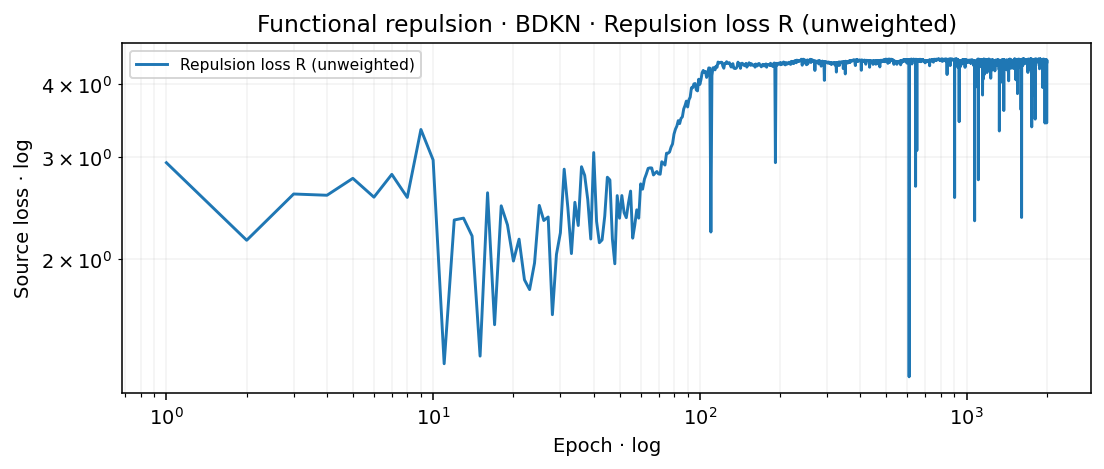 Functional repulsion · BDKN · Repulsion loss R (unweighted)
Repulsion loss R (unweighted)
Source loss · log
4 × 10⁰
3 × 10⁰
2 × 10⁰
10⁰ 10¹ 10² 10³
Epoch · log